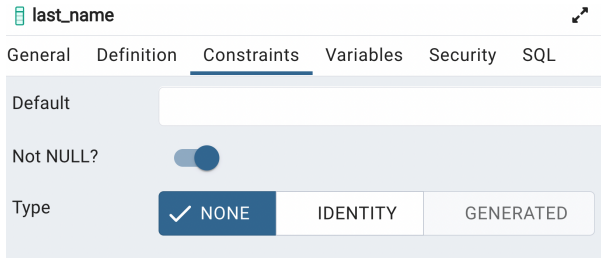 last_name
General Definition Constraints Variables Security SQL
Default
Not NULL?
Type NONE IDENTITY GENERATED